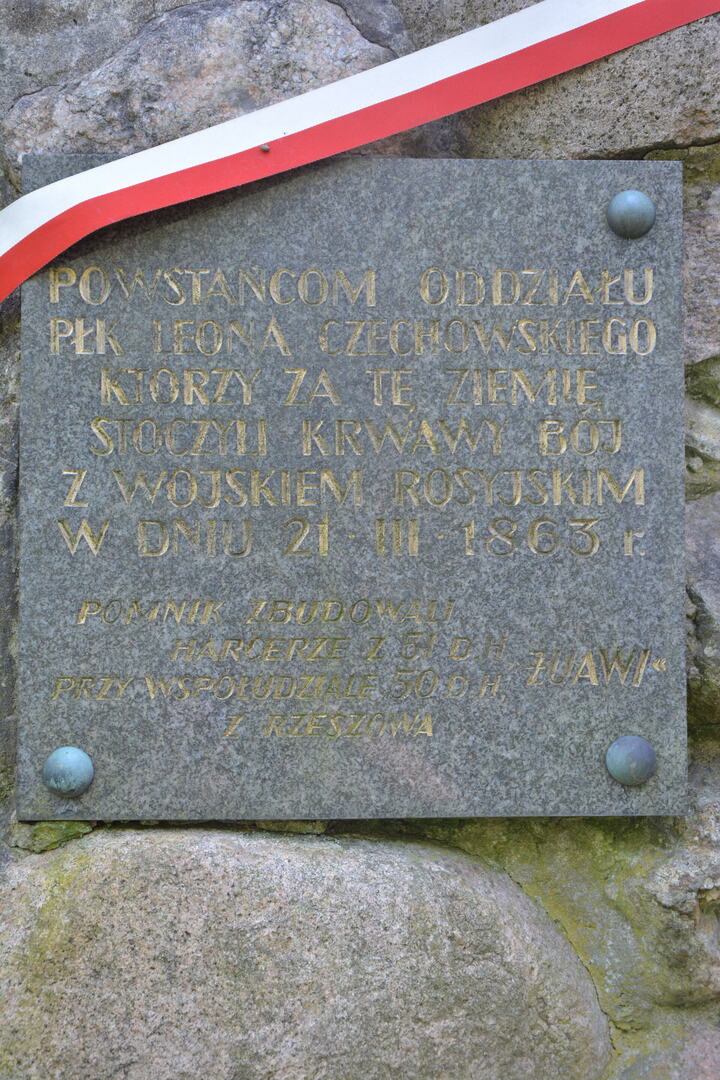 POWSTAŃCOM ODDZIAŁU
PŁK LEONA CZECHOWSKIEGO
KTÓRZY ZA TĘ ZIEMIĘ
STOCZYLI KRWAWY BÓJ
Z WOJSKIEM ROSYJSKIM
W DNIU 21 · III · 1863 r.
POMNIK ZBUDOWALI
HARCERZE Z 51 D.H. „ŻUAWI“
PRZY WSPÓŁUDZIALE 50 D.H.
Z RZESZOWA